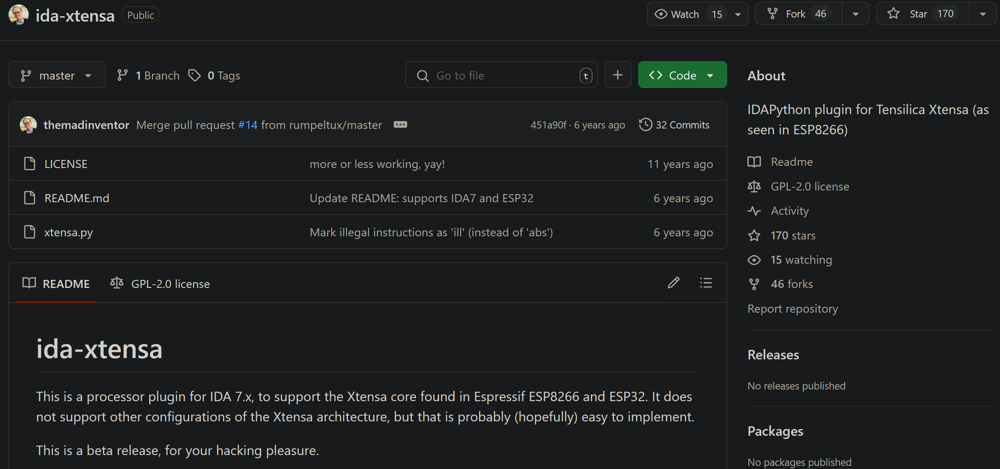 ida-xtensa Public Watch 15 Fork 46 Star 170
master 1 Branch 0 Tags Go to file t Code
themadinventor Merge pull request #14 from rumpeltux/master 451a90f · 6 years ago 32 Commits
LICENSE more or less working, yay! 11 years ago
README.md Update README: supports IDA7 and ESP32 6 years ago
xtensa.py Mark illegal instructions as 'ill' (instead of 'abs') 6 years ago
README GPL-2.0 license
ida-xtensa
This is a processor plugin for IDA 7.x, to support the Xtensa core found in Espressif ESP8266 and ESP32. It does
not support other configurations of the Xtensa architecture, but that is probably (hopefully) easy to implement.
This is a beta release, for your hacking pleasure.
About
IDAPython plugin for Tensilica Xtensa (as
seen in ESP8266)
Readme
GPL-2.0 license
Activity
170 stars
15 watching
46 forks
Report repository
Releases
No releases published
Packages
No packages published